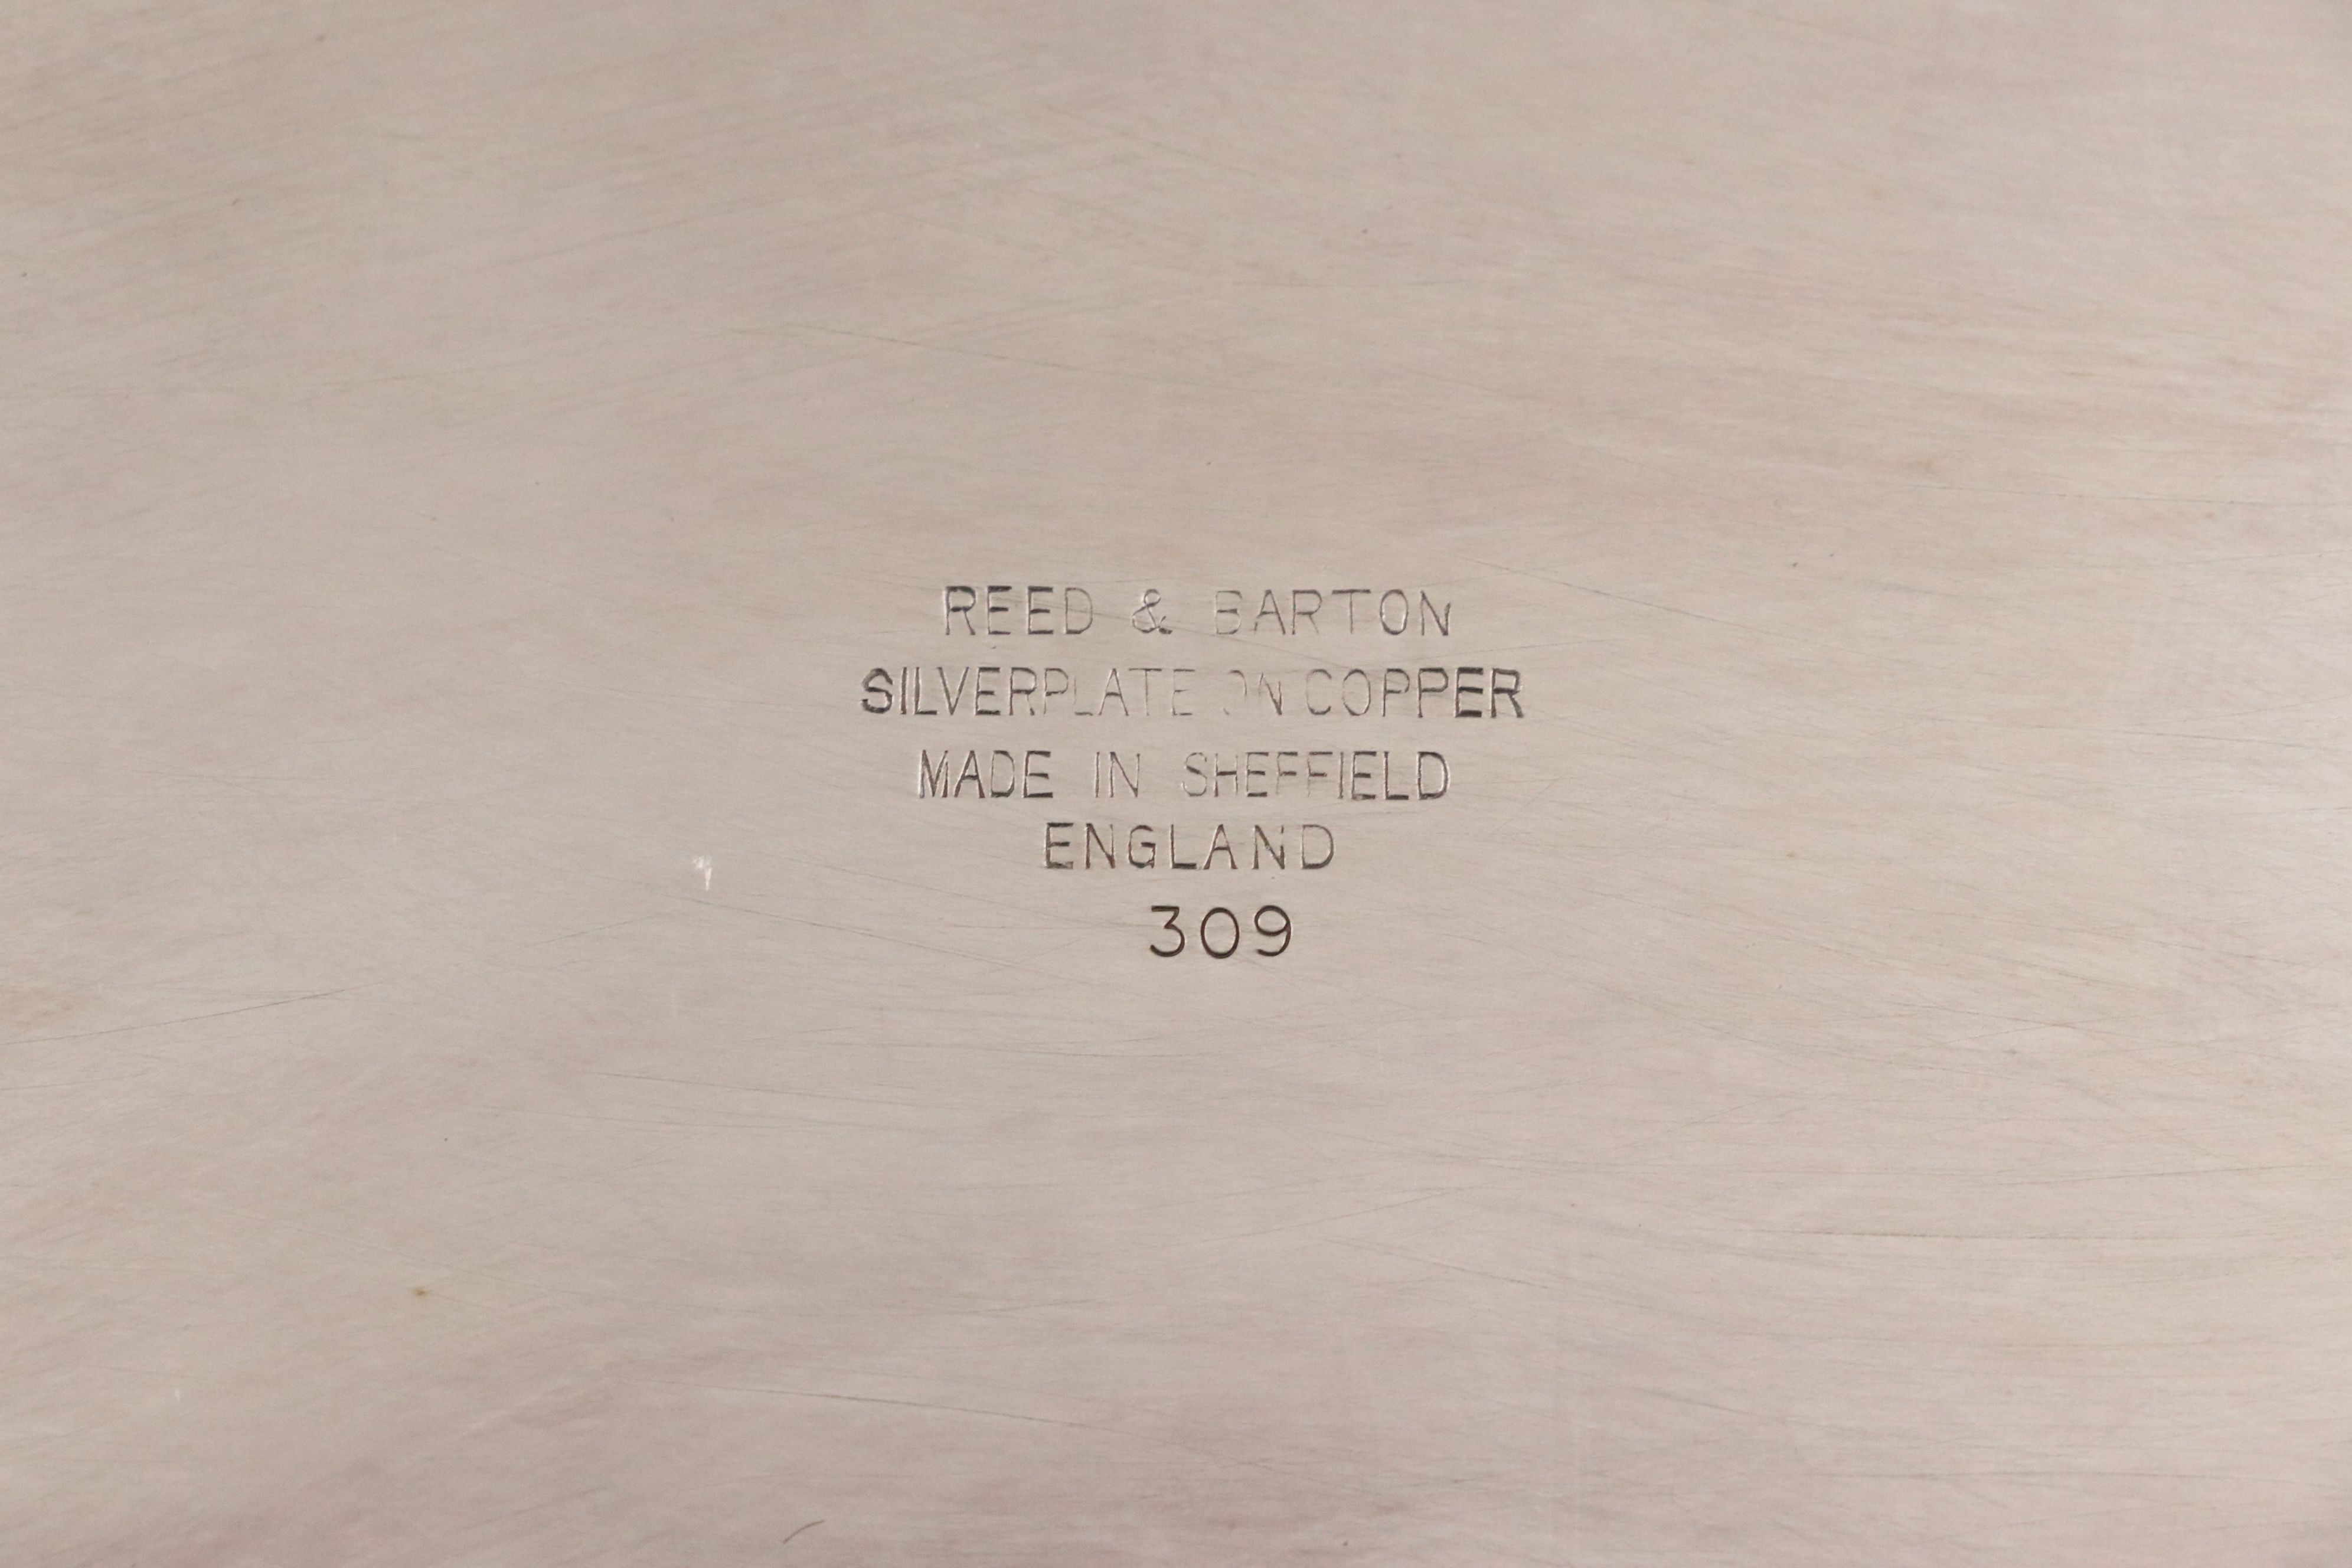 REED & BARTON
SILVERPLATE ON COPPER
MADE IN SHEFFIELD
ENGLAND
309